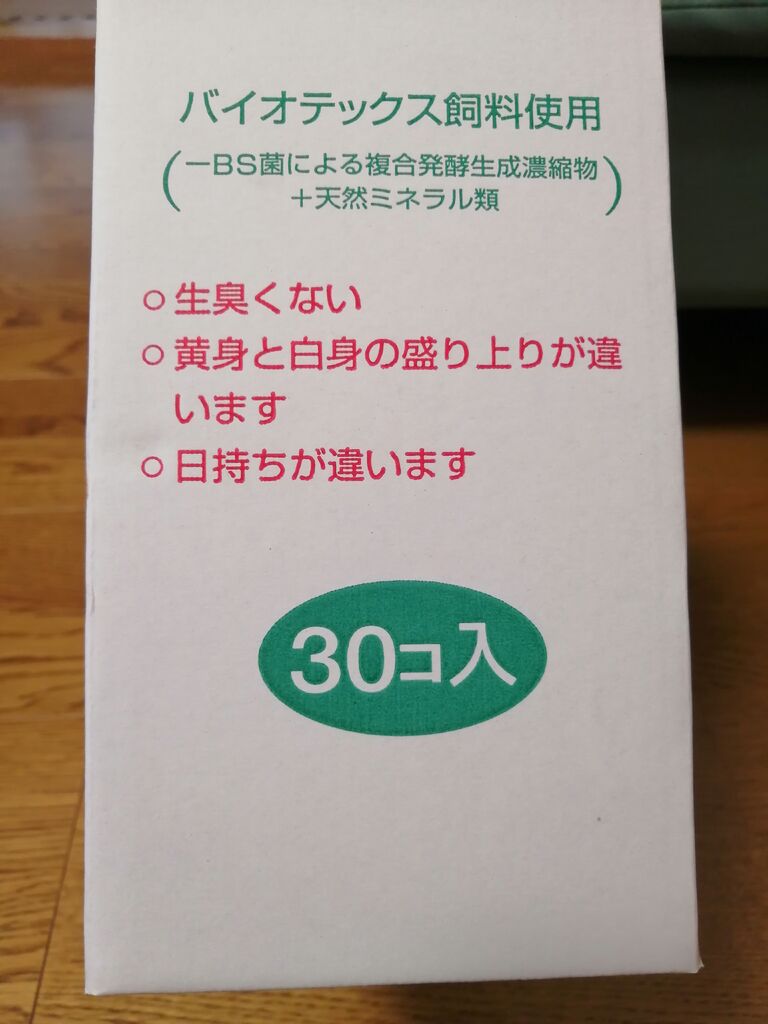 バイオテックス飼料使用
(一BS菌による複合発酵生成濃縮物
＋天然ミネラル類)
○生臭くない
○黄身と白身の盛り上りが違
います
○日持ちが違います
30コ入